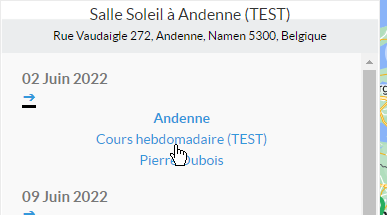 Salle Soleil à Andenne (TEST)
Rue Vaudaigle 272, Andenne, Namen 5300, Belgique
02 Juin 2022
➔
Andenne
Cours hebdomadaire (TEST)
Pierre Dubois
09 Juin 2022
➔